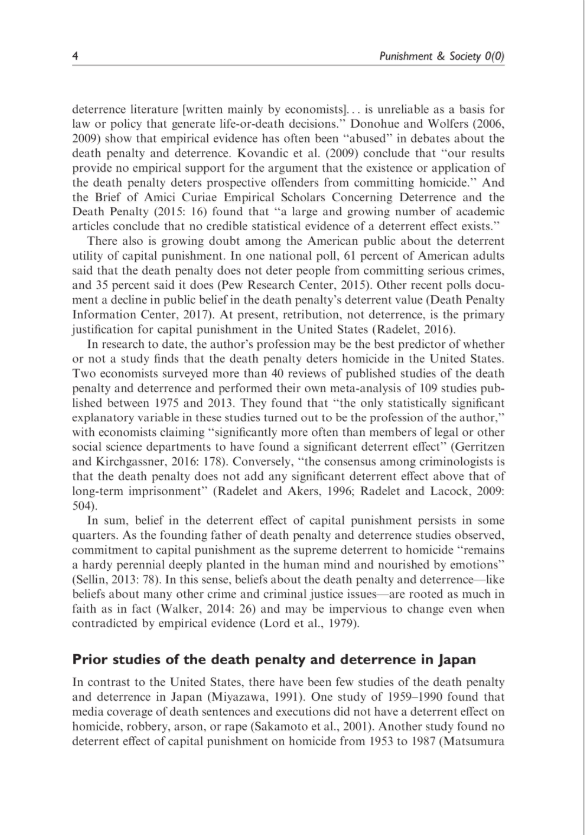 4 Punishment & Society 0(0)
deterrence literature [written mainly by economists]. . . is unreliable as a basis for
law or policy that generate life-or-death decisions.’’ Donohue and Wolfers (2006,
2009) show that empirical evidence has often been ‘‘abused’’ in debates about the
death penalty and deterrence. Kovandic et al. (2009) conclude that ‘‘our results
provide no empirical support for the argument that the existence or application of
the death penalty deters prospective offenders from committing homicide.’’ And
the Brief of Amici Curiae Empirical Scholars Concerning Deterrence and the
Death Penalty (2015: 16) found that ‘‘a large and growing number of academic
articles conclude that no credible statistical evidence of a deterrent effect exists.’’
There also is growing doubt among the American public about the deterrent
utility of capital punishment. In one national poll, 61 percent of American adults
said that the death penalty does not deter people from committing serious crimes,
and 35 percent said it does (Pew Research Center, 2015). Other recent polls docu-
ment a decline in public belief in the death penalty’s deterrent value (Death Penalty
Information Center, 2017). At present, retribution, not deterrence, is the primary
justification for capital punishment in the United States (Radelet, 2016).
In research to date, the author’s profession may be the best predictor of whether
or not a study finds that the death penalty deters homicide in the United States.
Two economists surveyed more than 40 reviews of published studies of the death
penalty and deterrence and performed their own meta-analysis of 109 studies pub-
lished between 1975 and 2013. They found that ‘‘the only statistically significant
explanatory variable in these studies turned out to be the profession of the author,’’
with economists claiming ‘‘significantly more often than members of legal or other
social science departments to have found a significant deterrent effect’’ (Gerritzen
and Kirchgassner, 2016: 178). Conversely, ‘‘the consensus among criminologists is
that the death penalty does not add any significant deterrent effect above that of
long-term imprisonment’’ (Radelet and Akers, 1996; Radelet and Lacock, 2009:
504).
In sum, belief in the deterrent effect of capital punishment persists in some
quarters. As the founding father of death penalty and deterrence studies observed,
commitment to capital punishment as the supreme deterrent to homicide ‘‘remains
a hardy perennial deeply planted in the human mind and nourished by emotions’’
(Sellin, 2013: 78). In this sense, beliefs about the death penalty and deterrence—like
beliefs about many other crime and criminal justice issues—are rooted as much in
faith as in fact (Walker, 2014: 26) and may be impervious to change even when
contradicted by empirical evidence (Lord et al., 1979).
Prior studies of the death penalty and deterrence in Japan
In contrast to the United States, there have been few studies of the death penalty
and deterrence in Japan (Miyazawa, 1991). One study of 1959–1990 found that
media coverage of death sentences and executions did not have a deterrent effect on
homicide, robbery, arson, or rape (Sakamoto et al., 2001). Another study found no
deterrent effect of capital punishment on homicide from 1953 to 1987 (Matsumura